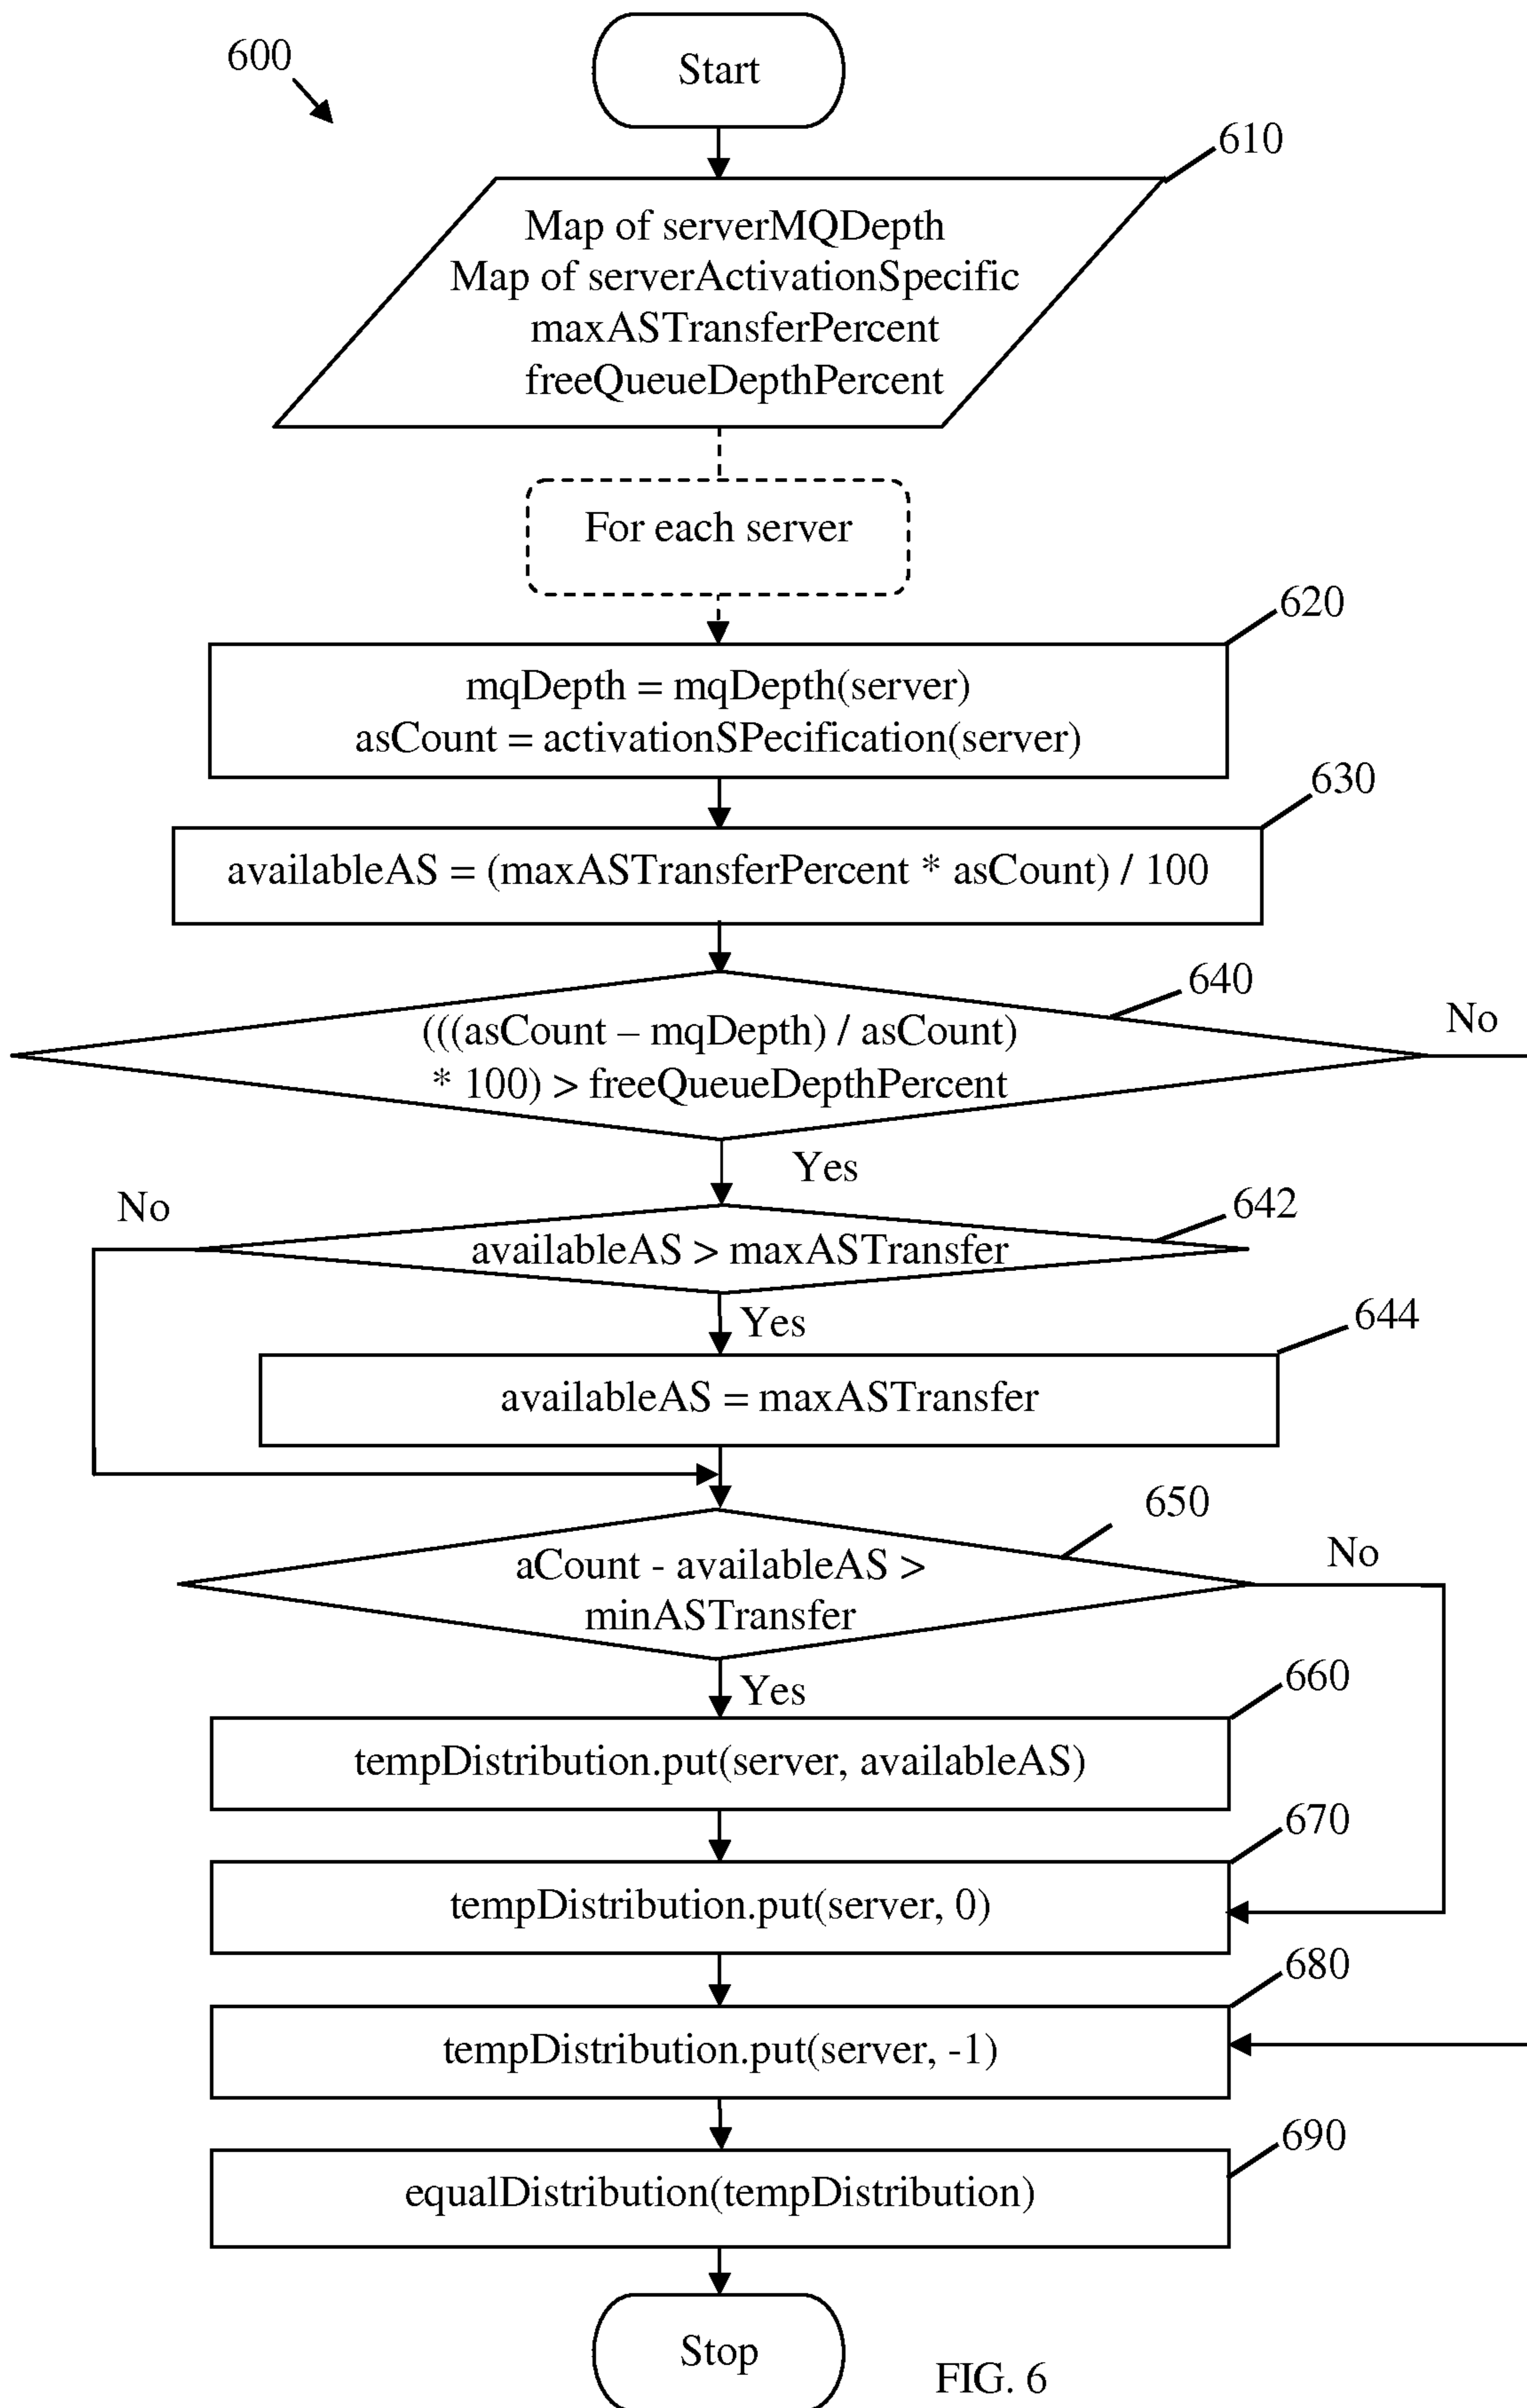 600
Start
610
Map of serverMQDepth
Map of serverActivationSpecific
maxASTransferPercent
freeQueueDepthPercent
For each server
620
mqDepth = mqDepth(server)
asCount = activationSPecification(server)
630
availableAS = (maxASTransferPercent * asCount) / 100
640
(((asCount – mqDepth) / asCount)
* 100) > freeQueueDepthPercent
No
Yes
No
642
availableAS > maxASTransfer
Yes
644
availableAS = maxASTransfer
650
aCount - availableAS >
minASTransfer
No
Yes
660
tempDistribution.put(server, availableAS)
670
tempDistribution.put(server, 0)
680
tempDistribution.put(server, -1)
690
equalDistribution(tempDistribution)
Stop
FIG. 6